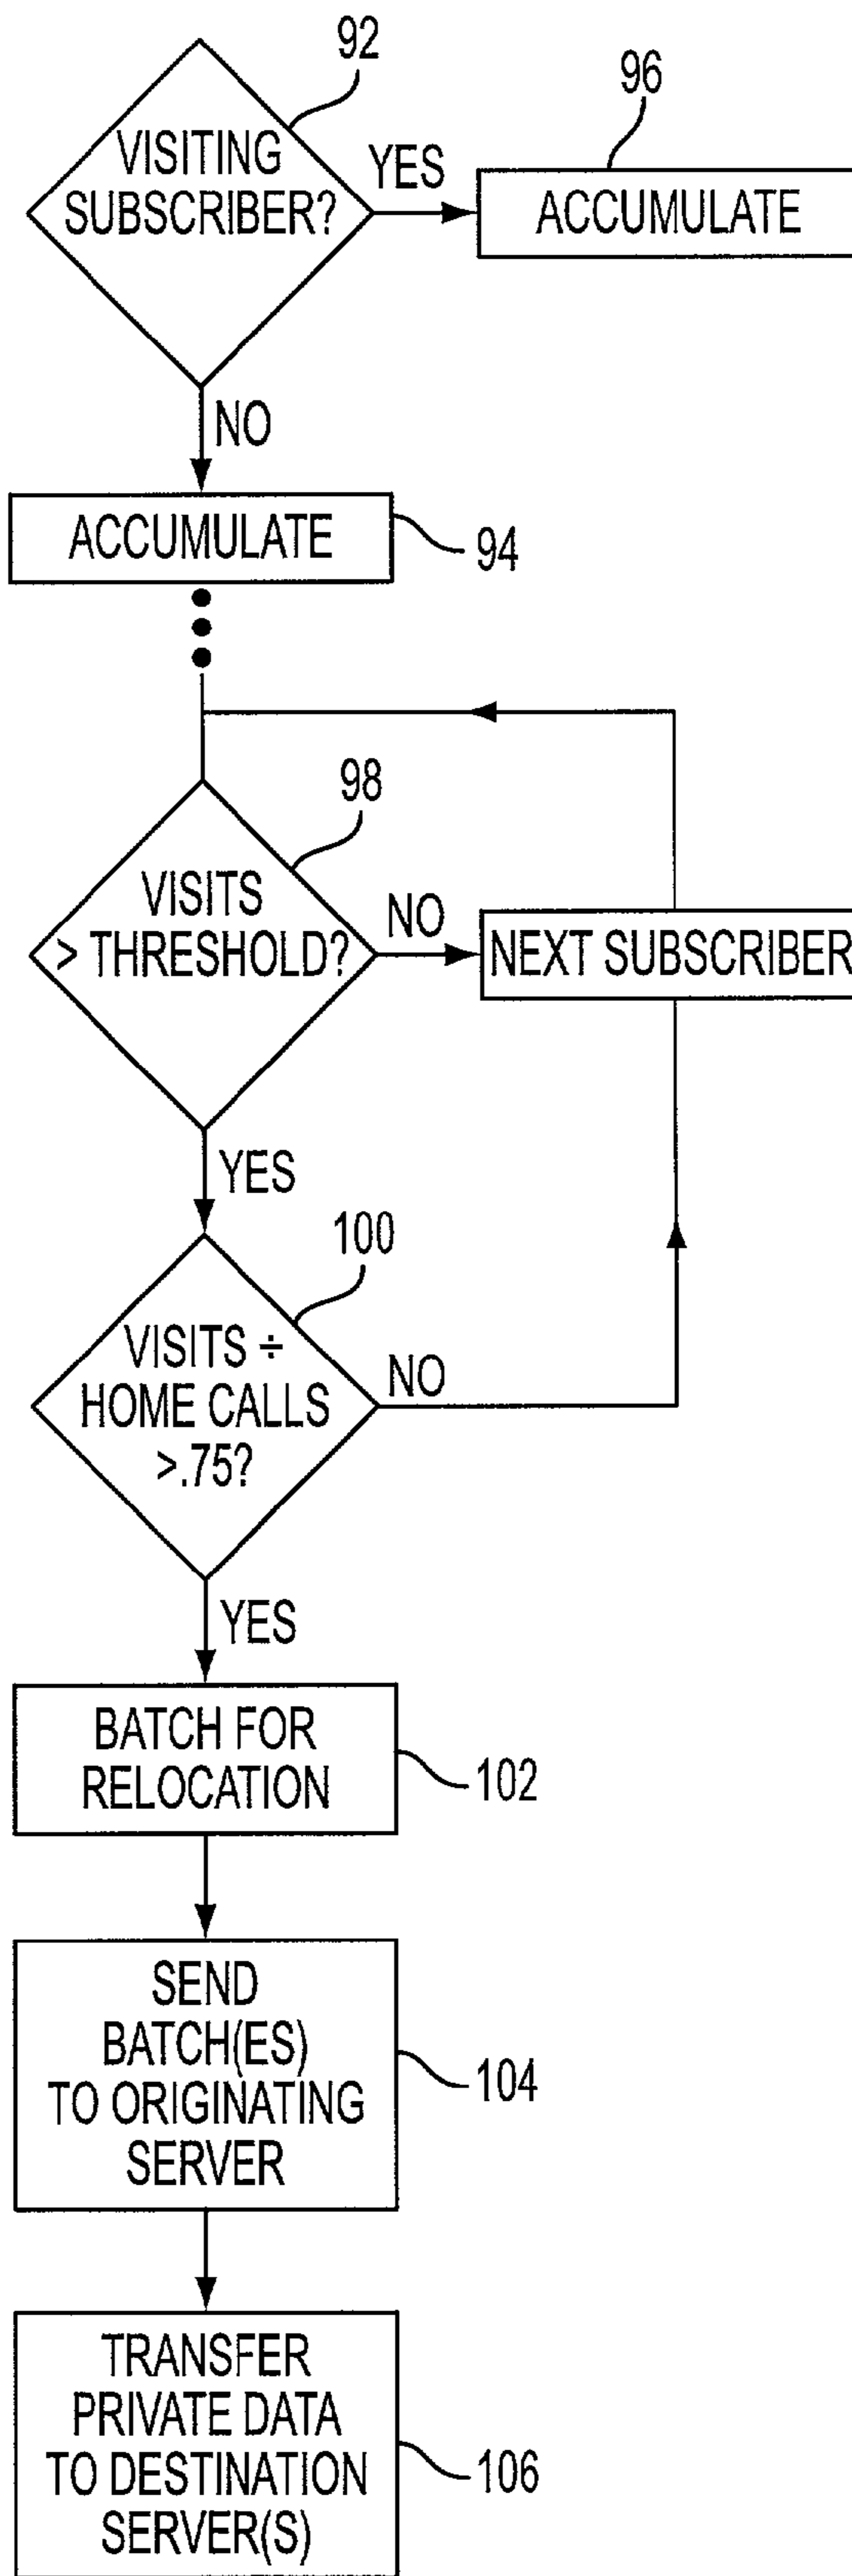 92
VISITING
SUBSCRIBER?
YES
96
ACCUMULATE
NO
ACCUMULATE
94
98
VISITS
> THRESHOLD?
NO
NEXT SUBSCRIBER
YES
100
VISITS ÷
HOME CALLS
>.75?
NO
YES
BATCH FOR
RELOCATION
102
SEND
BATCH(ES)
TO ORIGINATING
SERVER
104
TRANSFER
PRIVATE DATA
TO DESTINATION
SERVER(S)
106